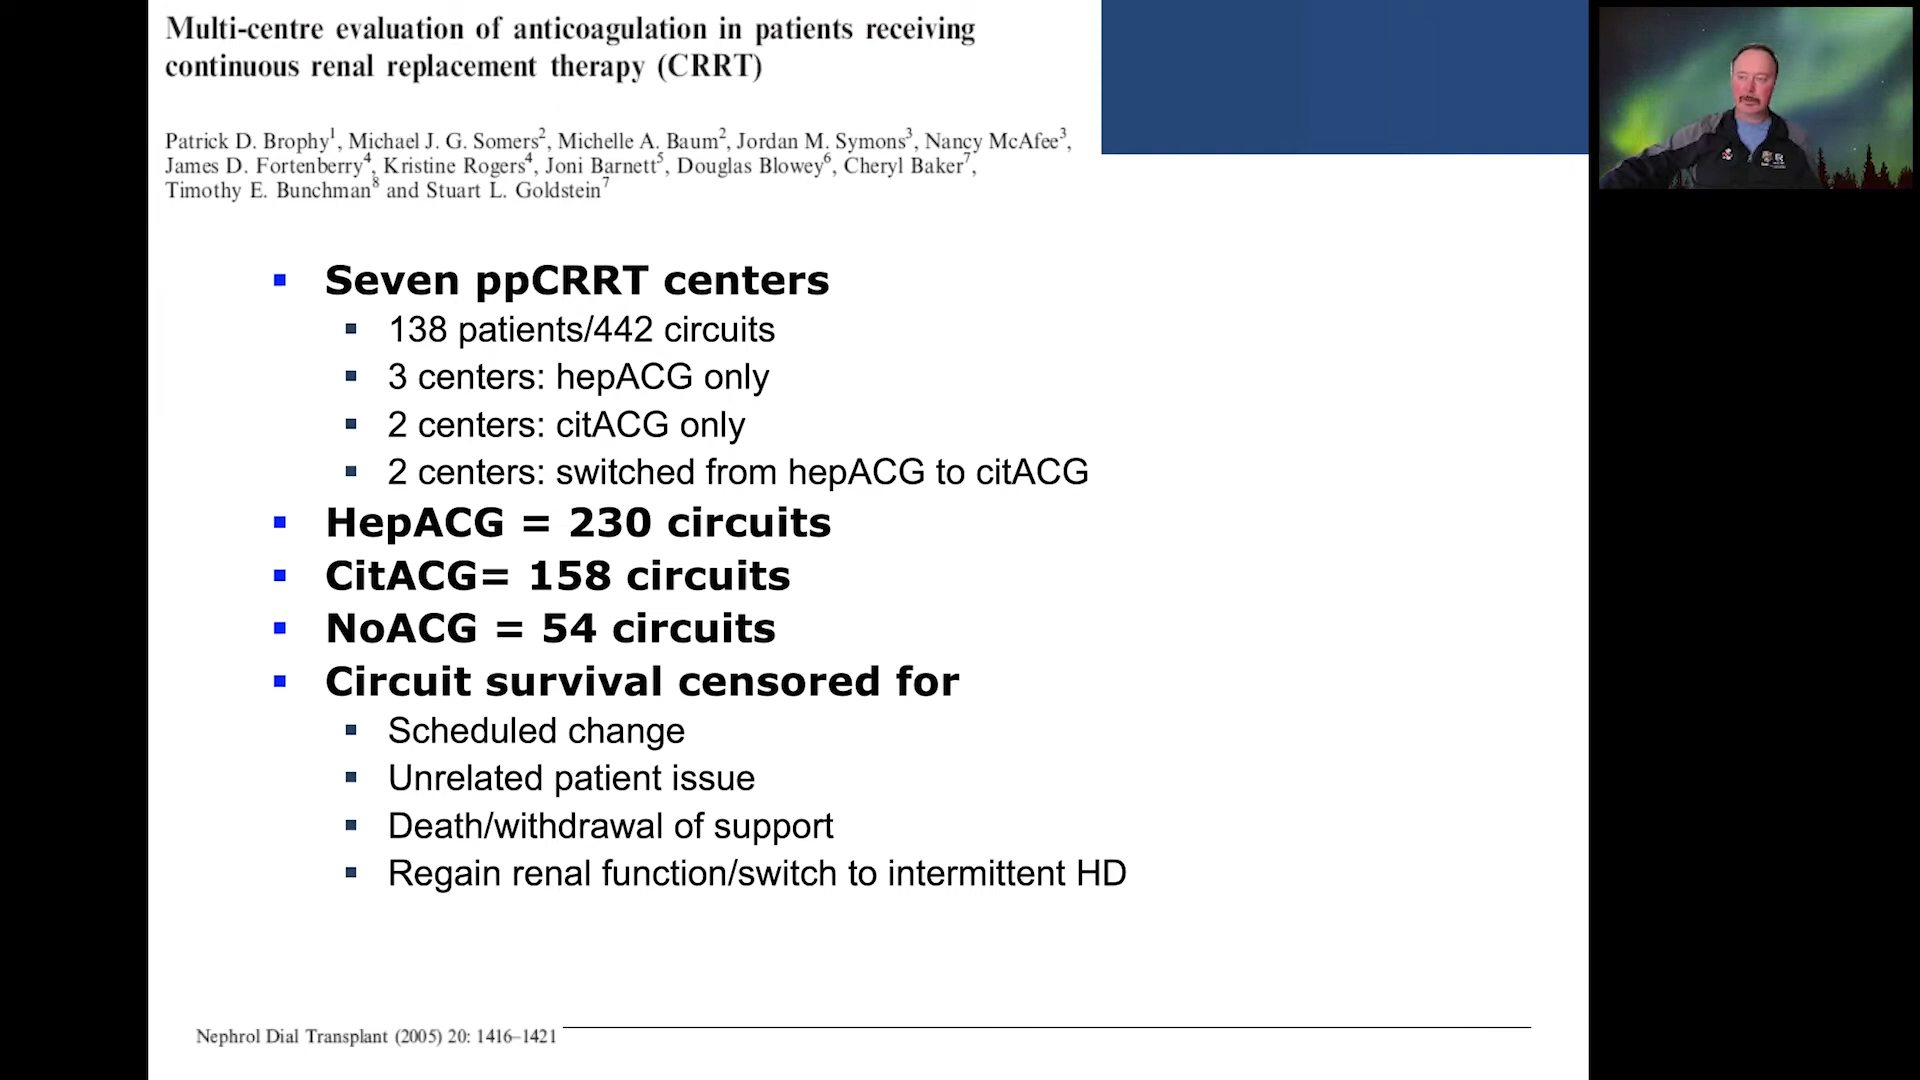 Multi-centre evaluation of anticoagulation in patients receiving
continuous renal replacement therapy (CRRT)
Patrick D. Brophy1, Michael J. G. Somers2, Michelle A. Baum2, Jordan M. Symons3, Nancy McAfee3,
James D. Fortenberry4, Kristine Rogers4, Joni Barnett5, Douglas Blowey6, Cheryl Baker7,
Timothy E. Bunchman8 and Stuart L. Goldstein7
Seven ppCRRT centers
138 patients/442 circuits
3 centers: hepACG only
2 centers: citACG only
2 centers: switched from hepACG to citACG
HepACG = 230 circuits
CitACG= 158 circuits
NoACG = 54 circuits
Circuit survival censored for
Scheduled change
Unrelated patient issue
Death/withdrawal of support
Regain renal function/switch to intermittent HD
Nephrol Dial Transplant (2005) 20: 1416–1421